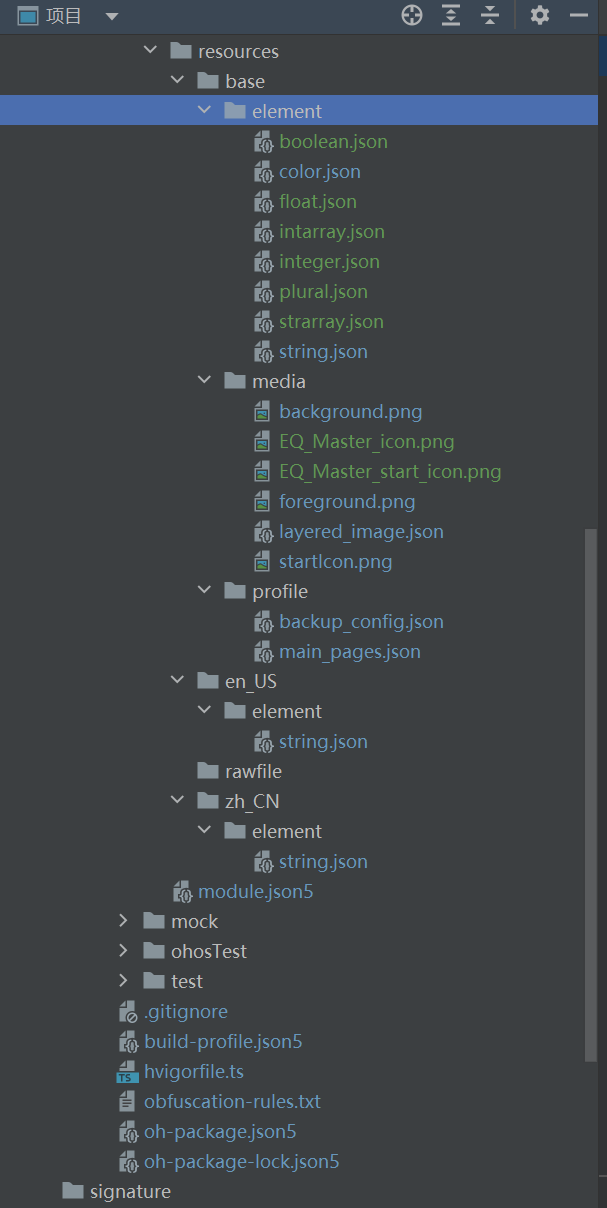 项目
resources
base
element
boolean.json
color.json
float.json
intarray.json
integer.json
plural.json
strarray.json
string.json
media
background.png
EQ_Master_icon.png
EQ_Master_start_icon.png
foreground.png
layered_image.json
startIcon.png
profile
backup_config.json
main_pages.json
en_US
element
string.json
rawfile
zh_CN
element
string.json
module.json5
mock
ohosTest
test
.gitignore
build-profile.json5
TS hvigorfile.ts
obfuscation-rules.txt
oh-package.json5
oh-package-lock.json5
signature